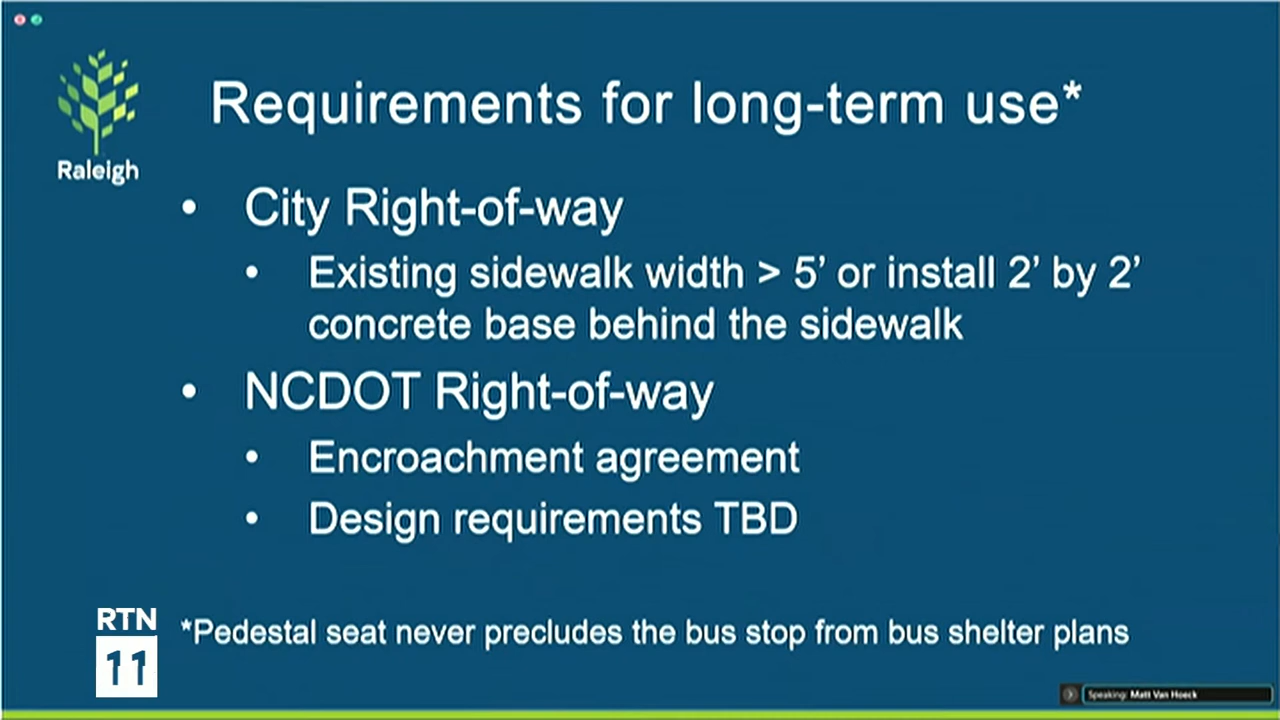 Raleigh
Requirements for long-term use*
• City Right-of-way
• Existing sidewalk width > 5’ or install 2’ by 2’
concrete base behind the sidewalk
• NCDOT Right-of-way
• Encroachment agreement
• Design requirements TBD
RTN
11
*Pedestal seat never precludes the bus stop from bus shelter plans
Speaking: Matt Van Hoeck